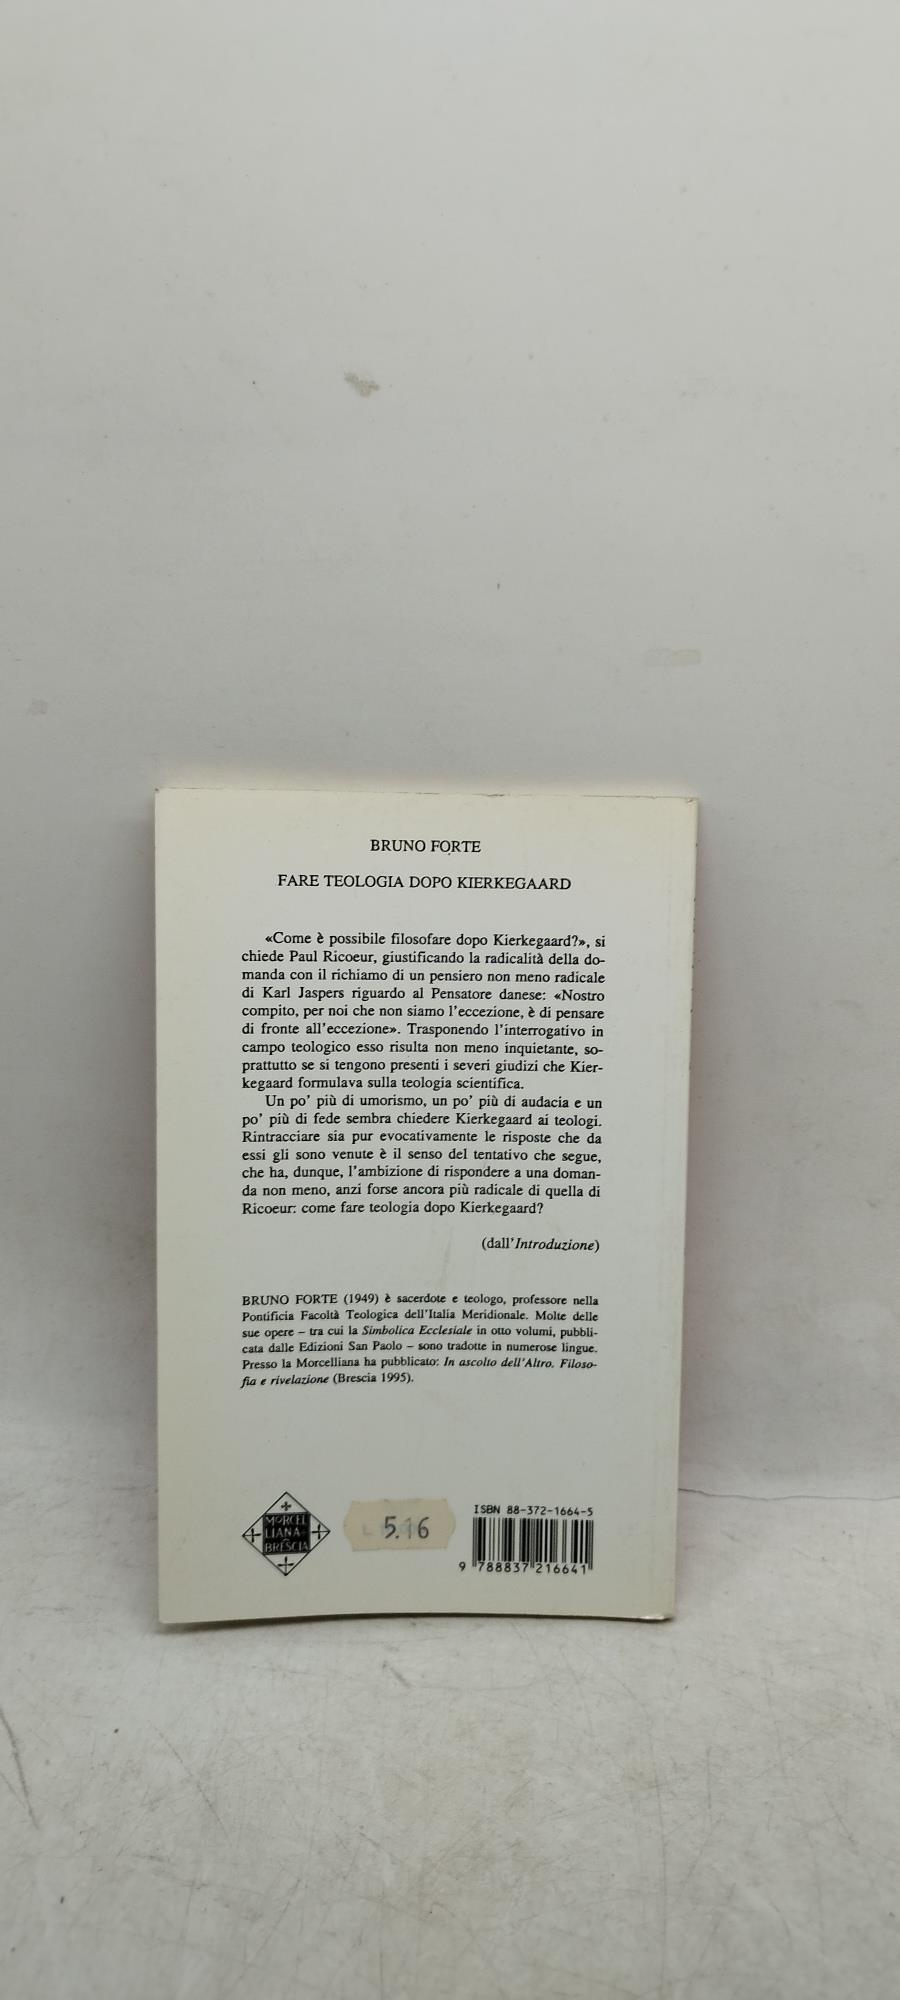 BRUNO FORTE
FARE TEOLOGIA DOPO KIERKEGAARD
«Come è possibile filosofare dopo Kierkegaard?», si
chiede Paul Ricoeur, giustificando la radicalità della do-
manda con il richiamo di un pensiero non meno radicale
di Karl Jaspers riguardo al Pensatore danese: «Nostro
compito, per noi che non siamo l'eccezione, è di pensare
di fronte all'eccezione». Trasponendo l'interrogativo in
campo teologico esso risulta non meno inquietante, so-
prattutto se si tengono presenti i severi giudizi che Kier-
kegaard formulava sulla teologia scientifica.
Un po' più di umorismo, un po' più di audacia e un
po' più di fede sembra chiedere Kierkegaard ai teologi.
Rintracciare sia pur evocativamente le risposte che da
essi gli sono venute è il senso del tentativo che segue,
che ha, dunque, l'ambizione di rispondere a una doman-
da non meno, anzi forse ancora più radicale di quella di
Ricoeur: come fare teologia dopo Kierkegaard?
(dall'Introduzione)
BRUNO FORTE (1949) è sacerdote e teologo, professore nella
Pontificia Facoltà Teologica dell'Italia Meridionale. Molte delle
sue opere – tra cui la Simbolica Ecclesiale in otto volumi, pubbli-
cata dalle Edizioni San Paolo – sono tradotte in numerose lingue.
Presso la Morcelliana ha pubblicato: In ascolto dell'Altro. Filoso-
fia e rivelazione (Brescia 1995).
MORCEL
LIANA
BRESCIA
5.16
ISBN 88-372-1664-5
9 788837 216641